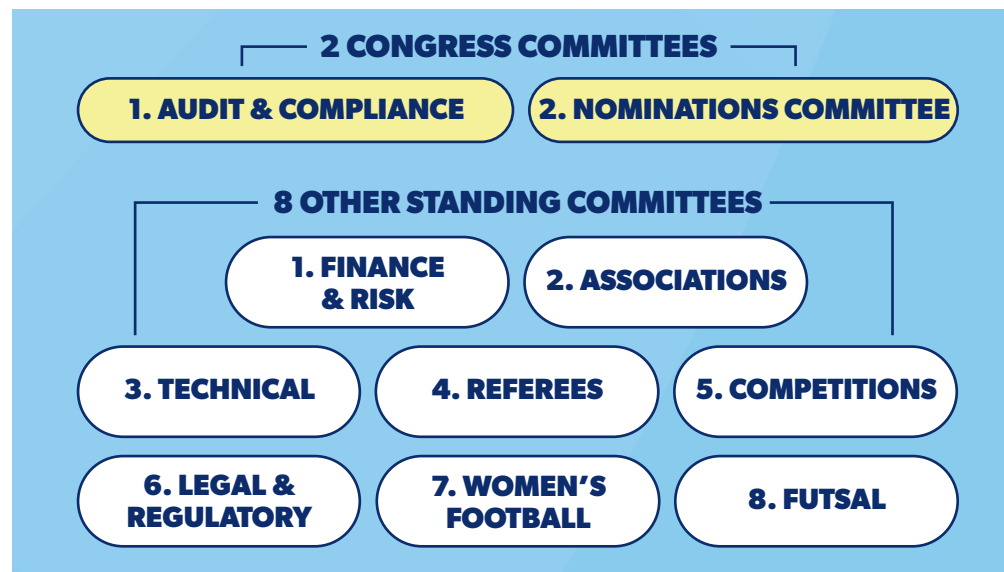 2 CONGRESS COMMITTEES
1. AUDIT & COMPLIANCE
2. NOMINATIONS COMMITTEE
8 OTHER STANDING COMMITTEES
1. FINANCE
& RISK
2. ASSOCIATIONS
3. TECHNICAL
4. REFEREES
5. COMPETITIONS
6. LEGAL &
REGULATORY
7. WOMEN’S
FOOTBALL
8. FUTSAL